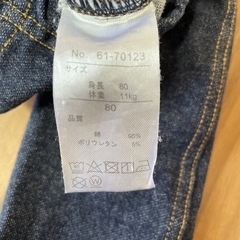 No. 61-70123
サイズ
身長 80
体重 11kg
80
品質
綿 95%
ポリウレタン 5%